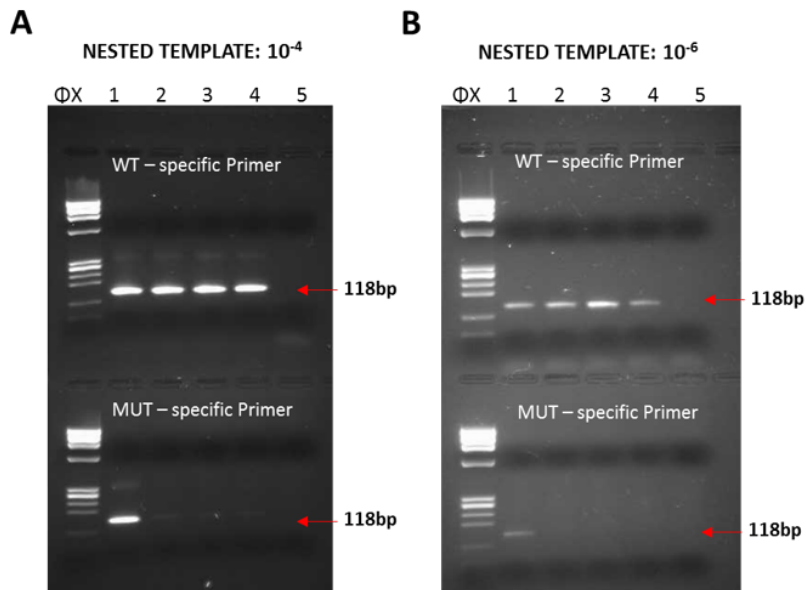 A
NESTED TEMPLATE: 10⁻⁴
ΦX 1 2 3 4 5
WT – specific Primer
118bp
MUT – specific Primer
118bp
B
NESTED TEMPLATE: 10⁻⁶
ΦX 1 2 3 4 5
WT – specific Primer
118bp
MUT – specific Primer
118bp